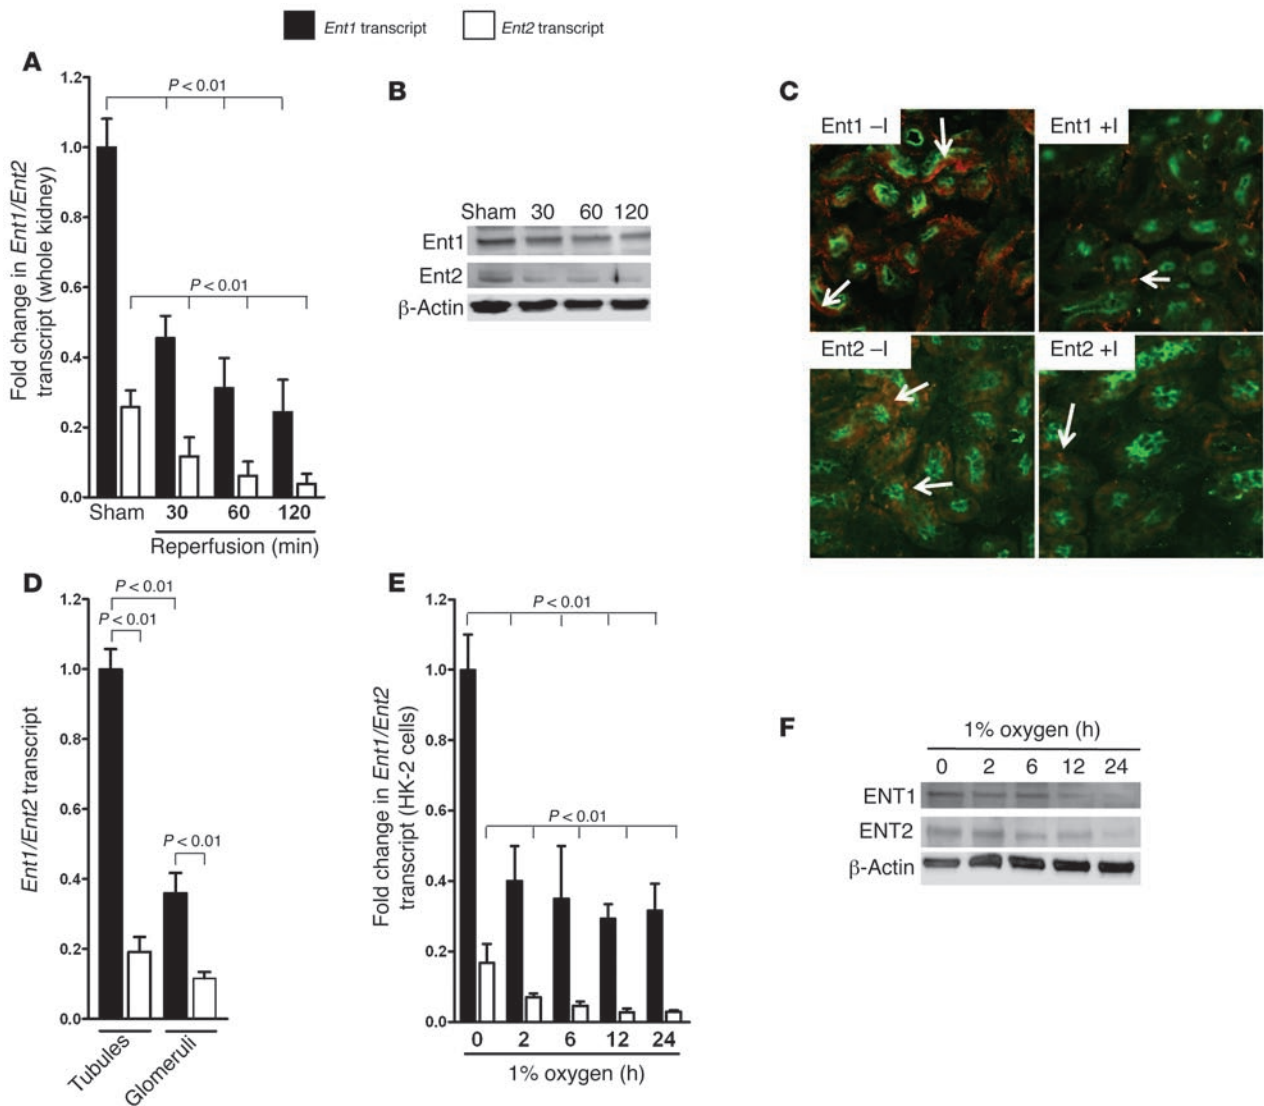 Ent1 transcript
Ent2 transcript
A
Fold change in Ent1/Ent2
transcript (whole kidney)
1.2
1.0
0.8
0.6
0.4
0.2
0.0
P < 0.01
P < 0.01
Sham
30
60
120
Reperfusion (min)
B
Sham 30 60 120
Ent1
Ent2
β-Actin
C
Ent1 –I
Ent1 +I
Ent2 –I
Ent2 +I
D
Ent1/Ent2 transcript
1.2
1.0
0.8
0.6
0.4
0.2
0.0
P < 0.01
P < 0.01
P < 0.01
Tubules
Glomeruli
E
Fold change in Ent1/Ent2
transcript (HK-2 cells)
1.2
1.0
0.8
0.6
0.4
0.2
0.0
P < 0.01
P < 0.01
0 2 6 12 24
1% oxygen (h)
F
1% oxygen (h)
0 2 6 12 24
ENT1
ENT2
β-Actin